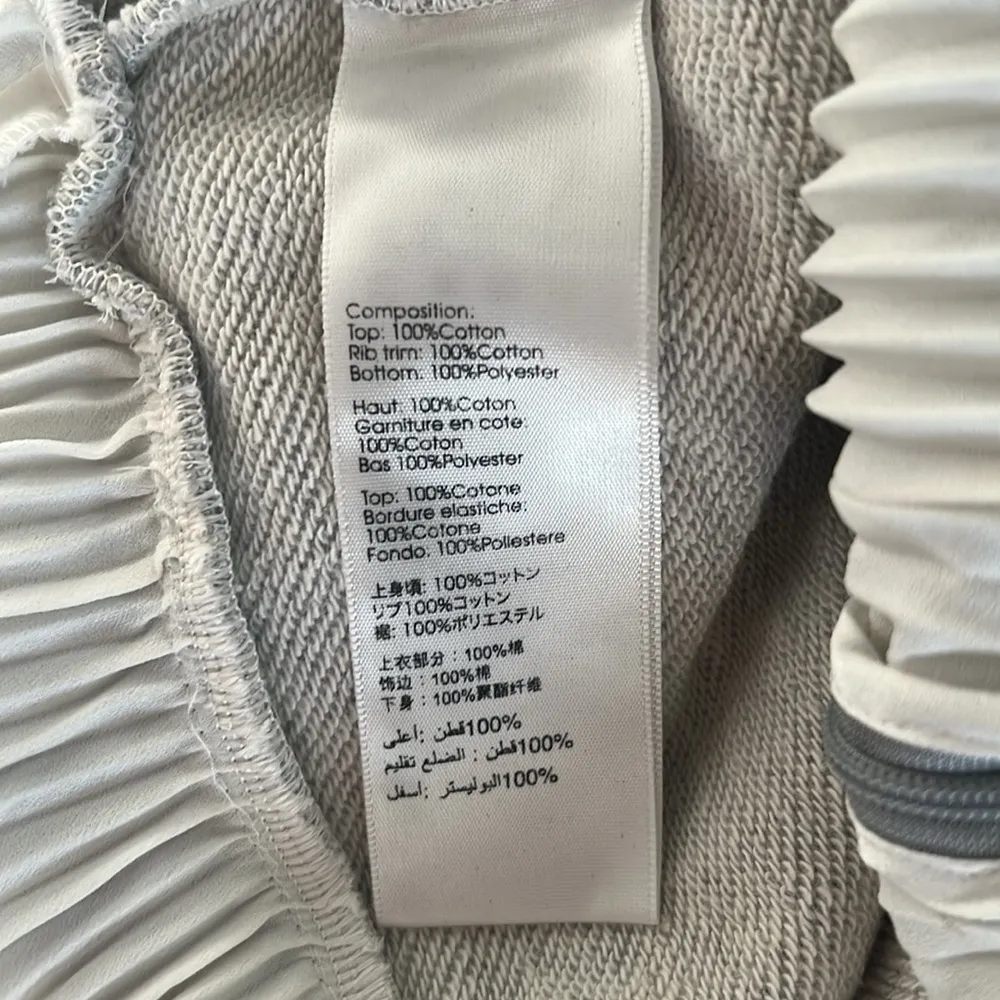 Composition:
Top: 100%Cotton
Rib trim: 100%Cotton
Bottom: 100%Polyester
Haut: 100%Coton
Garniture en cote:
100%Coton
Bas 100%Polyester
Top: 100%Cotone
Bordure elastiche:
100%Cotone
Fondo: 100%Poliestere
上身頃: 100%コットン
リブ100%コットン
裾: 100%ポリエステル
上衣部分：100%棉
饰边：100%棉
下身：100%聚酯纤维
أعلى: قطن100%
تقليم الضلع : قطن100%
أسفل: البوليستر100%